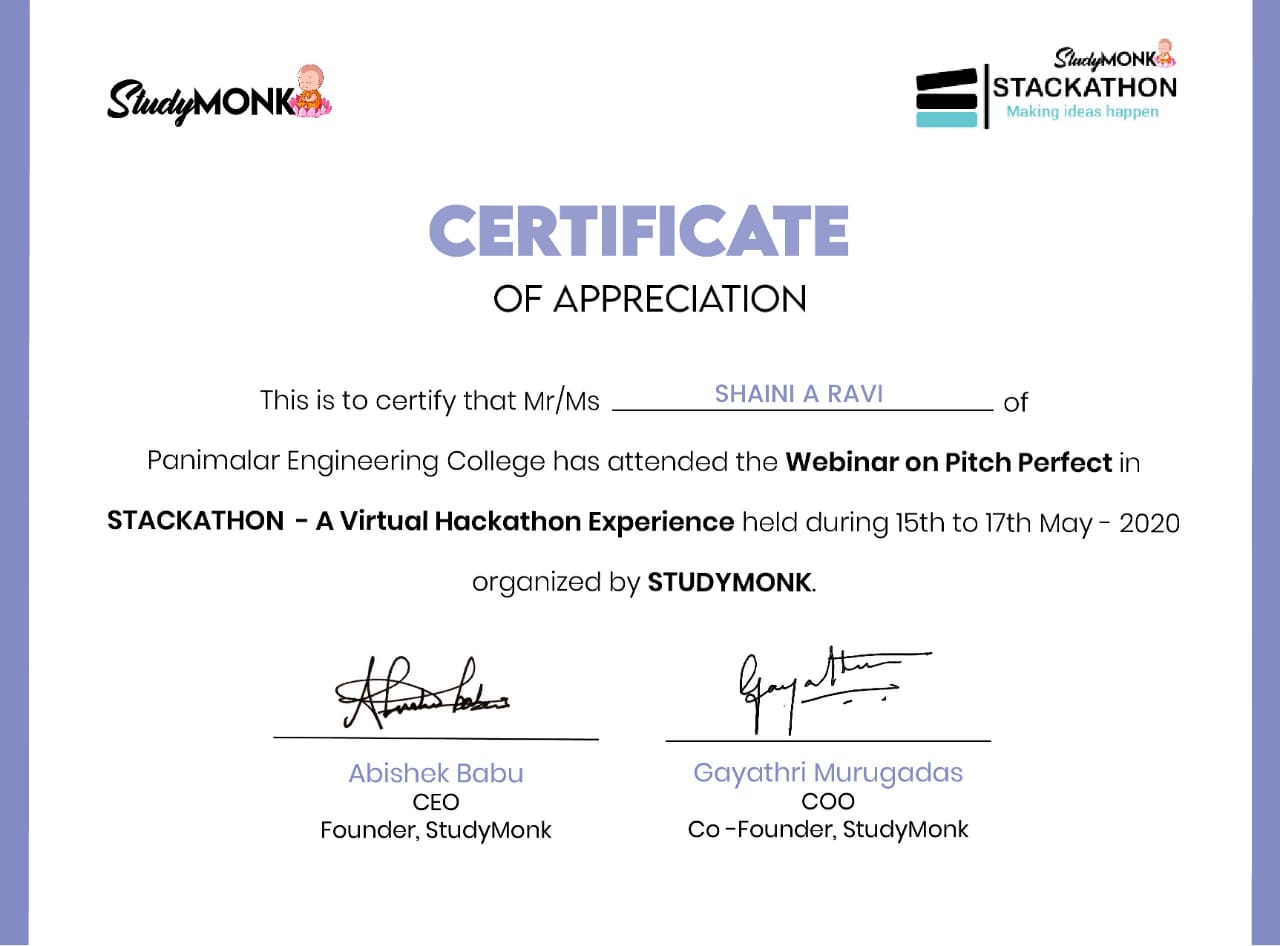 StudyMONK
StudyMONK
STACKATHON
Making ideas happen
CERTIFICATE
OF APPRECIATION
This is to certify that Mr/Ms SHAINI A RAVI of
Panimalar Engineering College has attended the Webinar on Pitch Perfect in
STACKATHON - A Virtual Hackathon Experience held during 15th to 17th May - 2020
organized by STUDYMONK.
Gayathri
Abishek Babu
CEO
Founder, StudyMonk
Gayathri Murugadas
COO
Co -Founder, StudyMonk